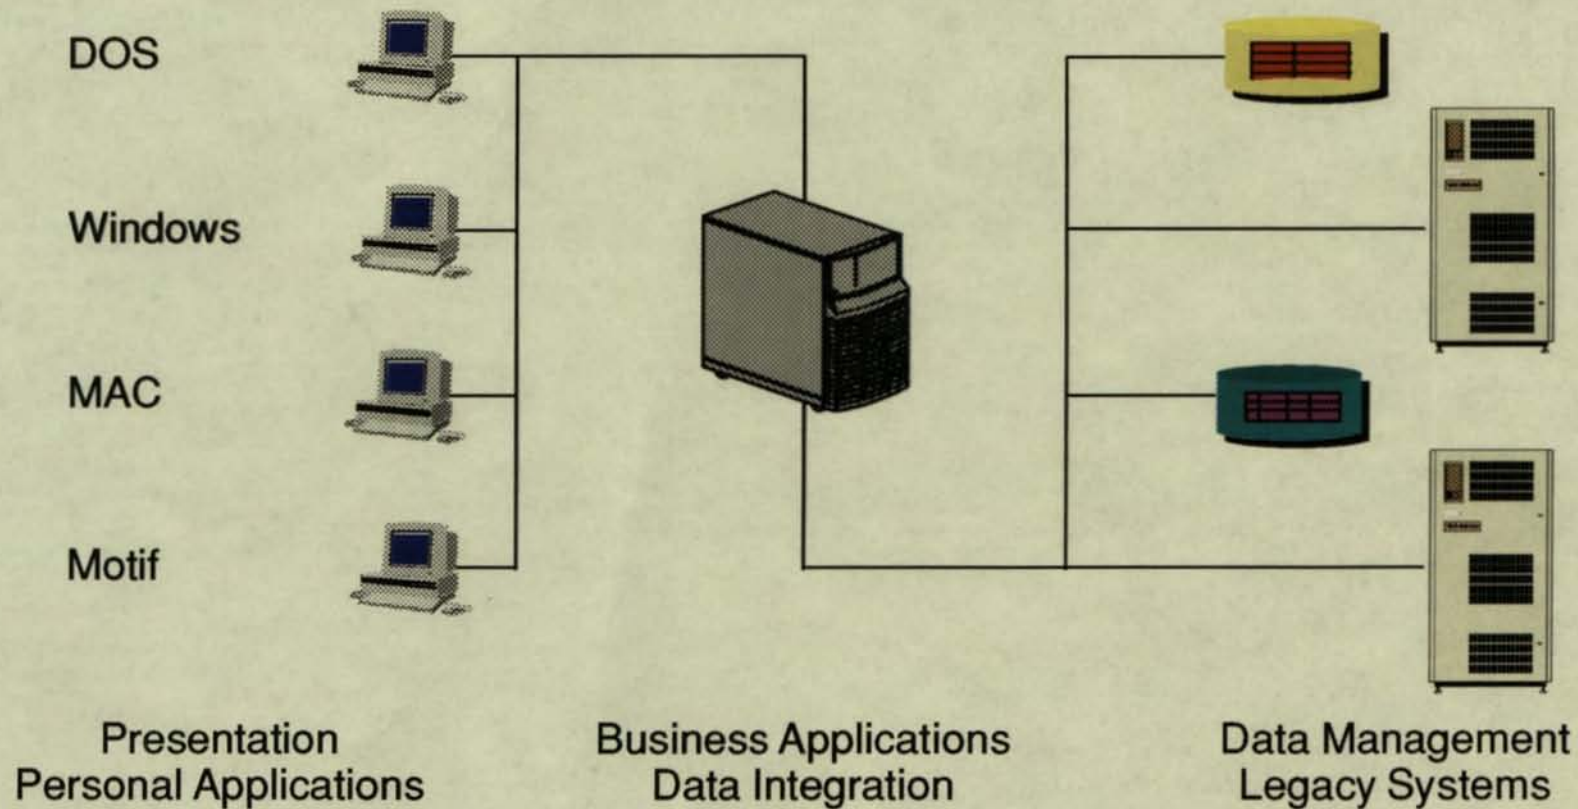 DOS
Windows
MAC
Motif
Presentation
Personal Applications
Business Applications
Data Integration
Data Management
Legacy Systems